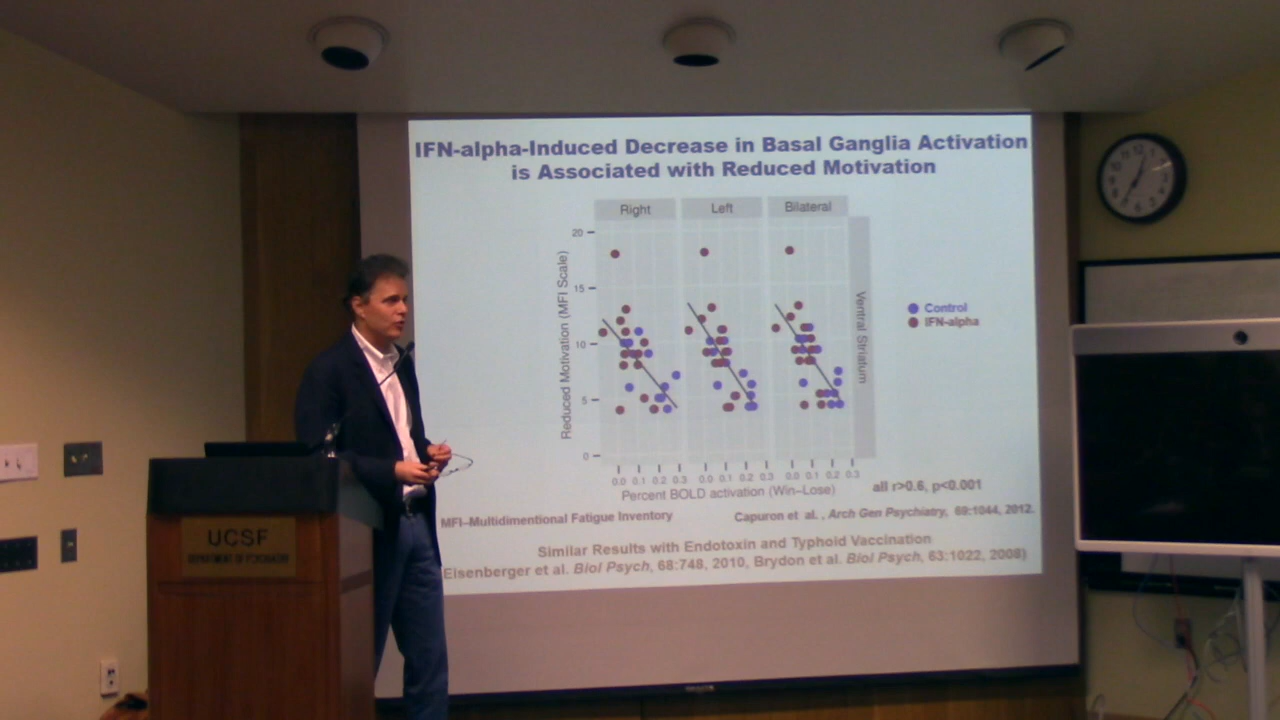 IFN-alpha-Induced Decrease in Basal Ganglia Activation
is Associated with Reduced Motivation
Right Left Bilateral
Reduced Motivation (MFI Scale)
20
15
10
5
0
Ventral Striatum
Control
IFN-alpha
0.0 0.1 0.2 0.3 0.0 0.1 0.2 0.3 0.0 0.1 0.2 0.3
Percent BOLD activation (Win–Lose)
all r>0.6, p<0.001
MFI–Multidimentional Fatigue Inventory
Capuron et al. , Arch Gen Psychiatry, 69:1044, 2012.
Similar Results with Endotoxin and Typhoid Vaccination
Eisenberger et al. Biol Psych, 68:748, 2010, Brydon et al. Biol Psych, 63:1022, 2008)
UCSF
DEPARTMENT OF PSYCHIATRY
12